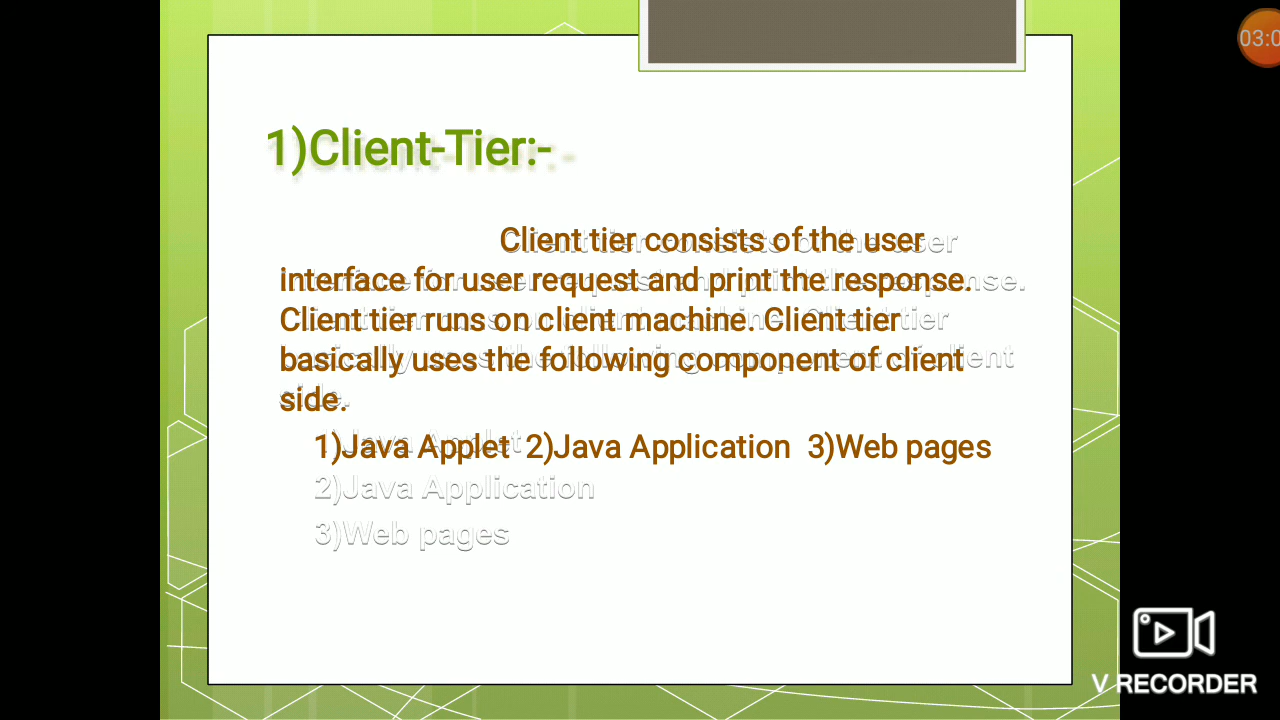 03:0
1)Client-Tier:-
Client tier consists of the user
interface for user request and print the response.
Client tier runs on client machine. Client tier
basically uses the following component of client
side.
1)Java Applet 2)Java Application 3)Web pages
2)Java Application
3)Web pages
V RECORDER